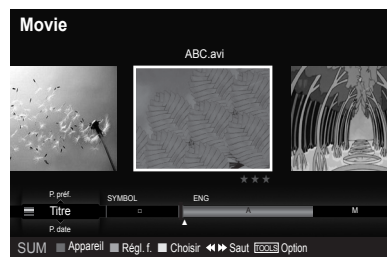 Movie
ABC.avi
P.préf.
SYMBOL ENG
Titre A M
P.date
SUM Appareil Régl. f. Choisir Saut TOOLS Option